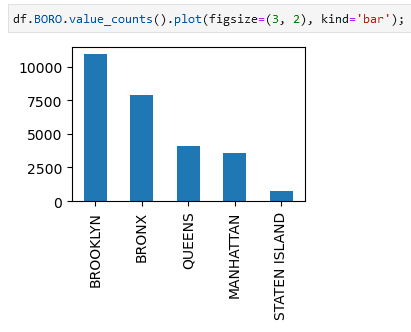 df.BORO.value_counts().plot(figsize=(3, 2), kind='bar');
10000
7500
5000
2500
0
BROOKLYN
BRONX
QUEENS
MANHATTAN
STATEN ISLAND